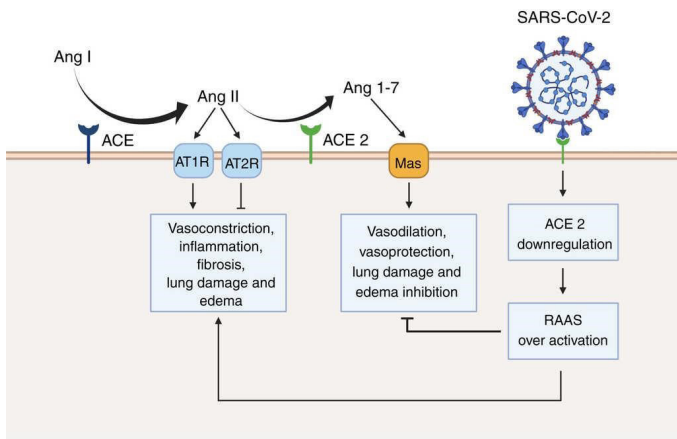 SARS-CoV-2
Ang I
Ang II
Ang 1-7
ACE
ACE 2
AT1R
AT2R
Mas
Vasoconstriction,
inflammation,
fibrosis,
lung damage and
edema
Vasodilation,
vasoprotection,
lung damage and
edema inhibition
ACE 2
downregulation
RAAS
over activation